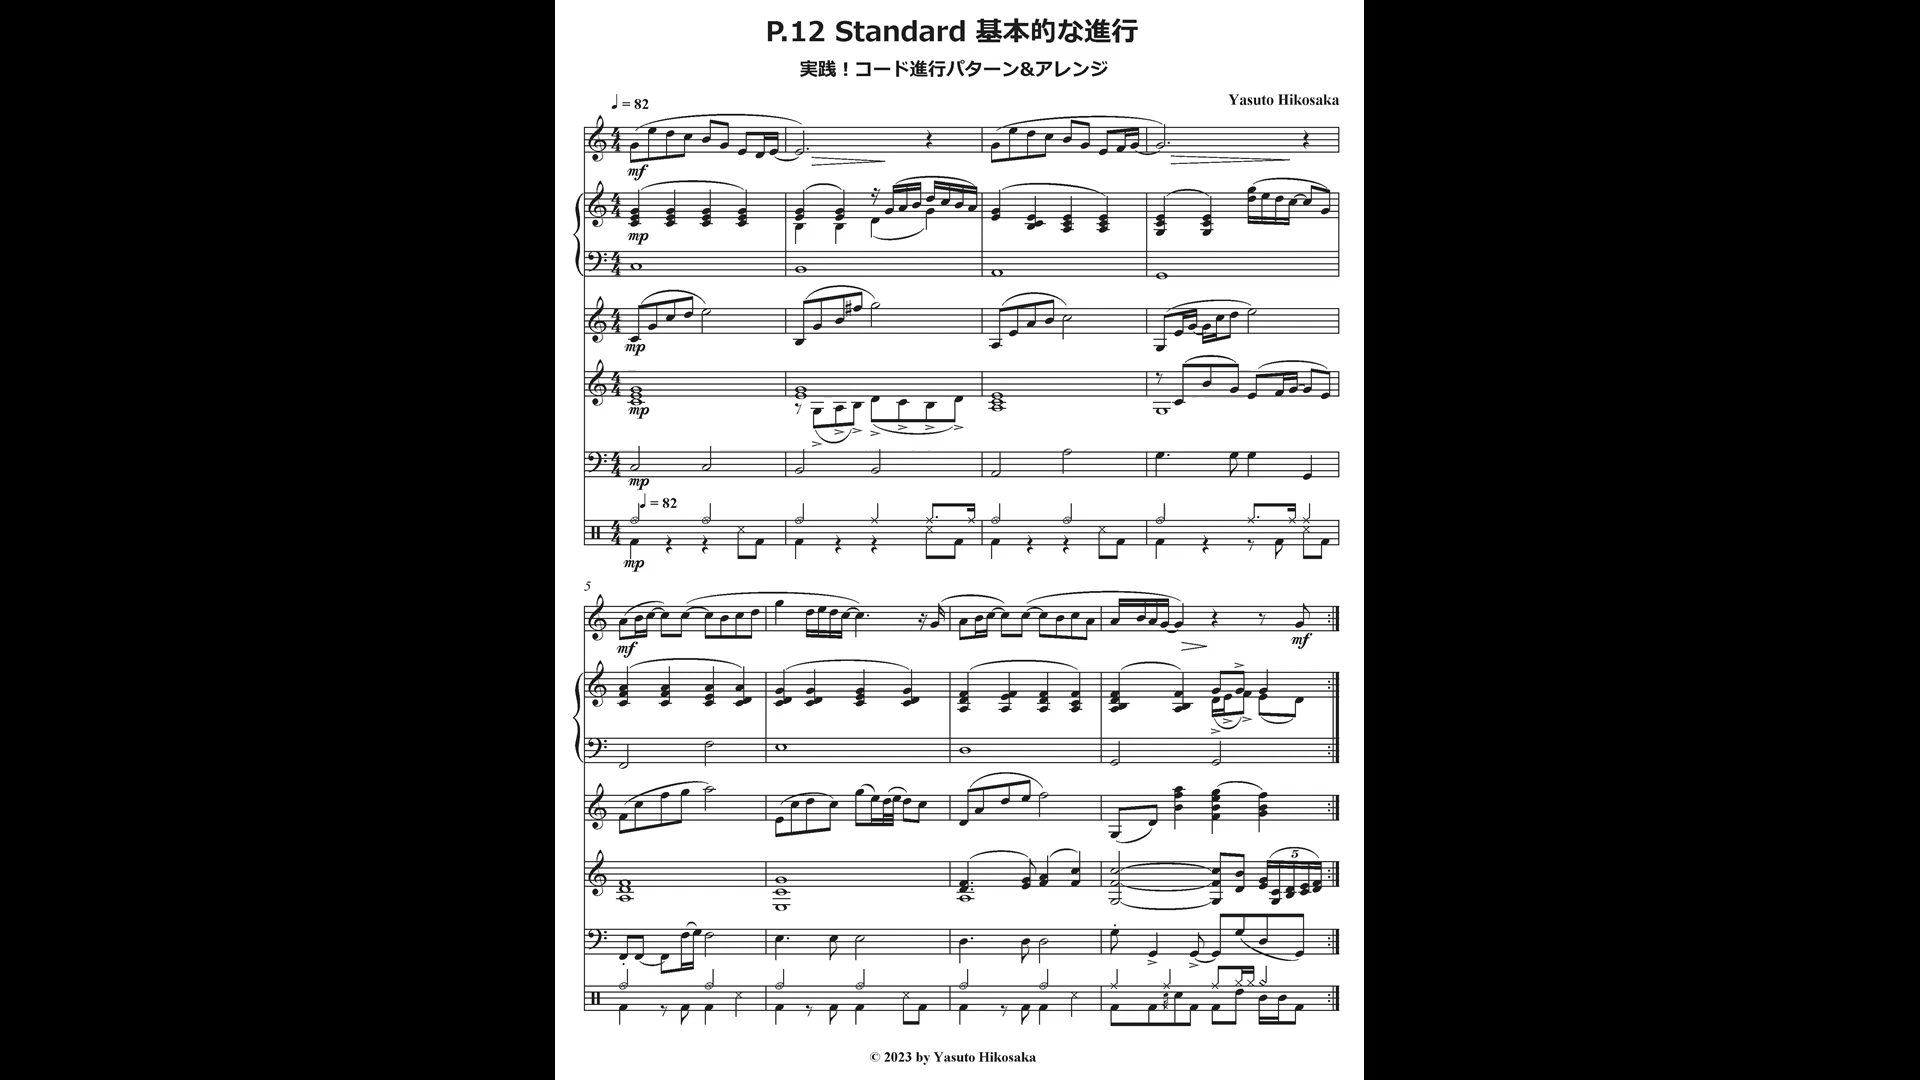 P.12 Standard 基本的な進行
実践！コード進行パターン&アレンジ
Yasuto Hikosaka
♩ = 82
mf
mp
mp
mp
mp
♩ = 82
mp
5
mf
mf
5
© 2023 by Yasuto Hikosaka